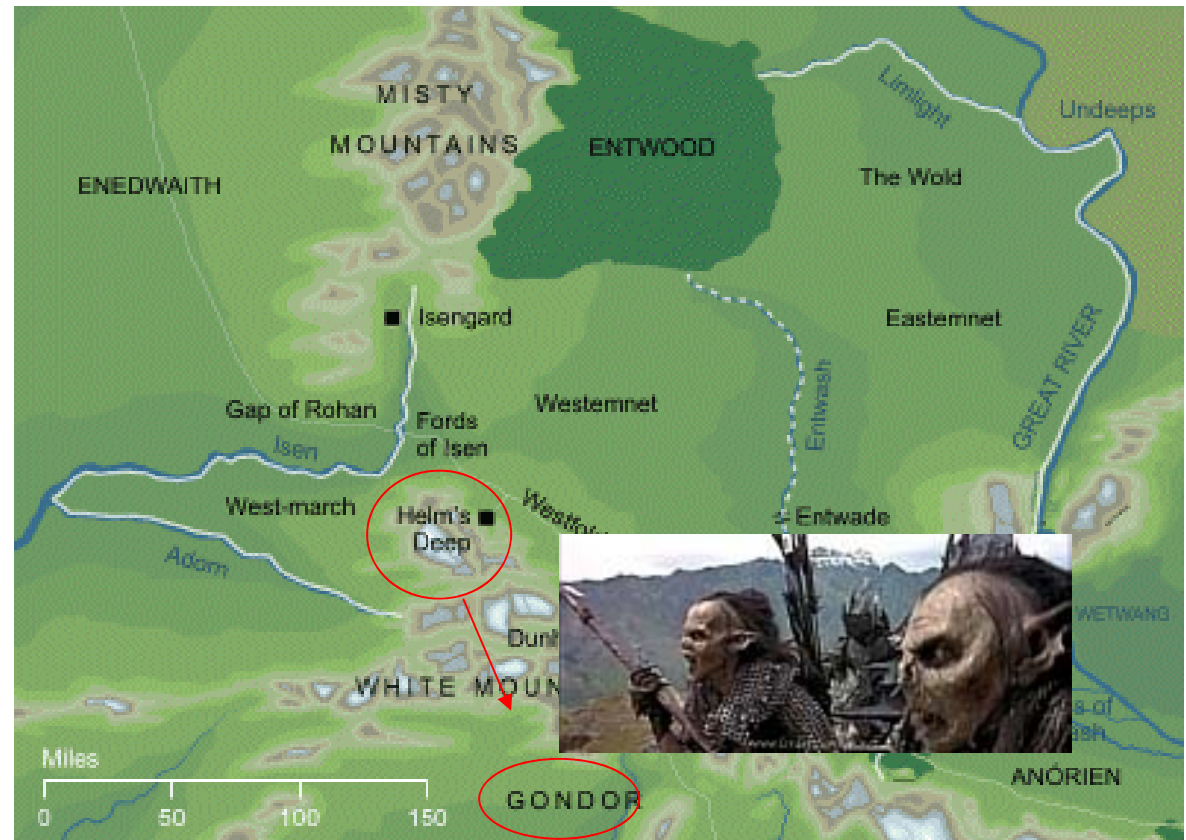 MISTY
MOUNTAINS
ENTWOOD
Limlight
Undeeps
ENEDWAITH
The Wold
Isengard
Eastemnet
GREAT RIVER
Gap of Rohan
Isen
Fords
of Isen
Westemnet
Entwash
West-march
Helm's
Deep
Entwade
Adorn
WETWANG
WHITE
Miles
0 50 100 150
GONDOR
ANÓRIEN